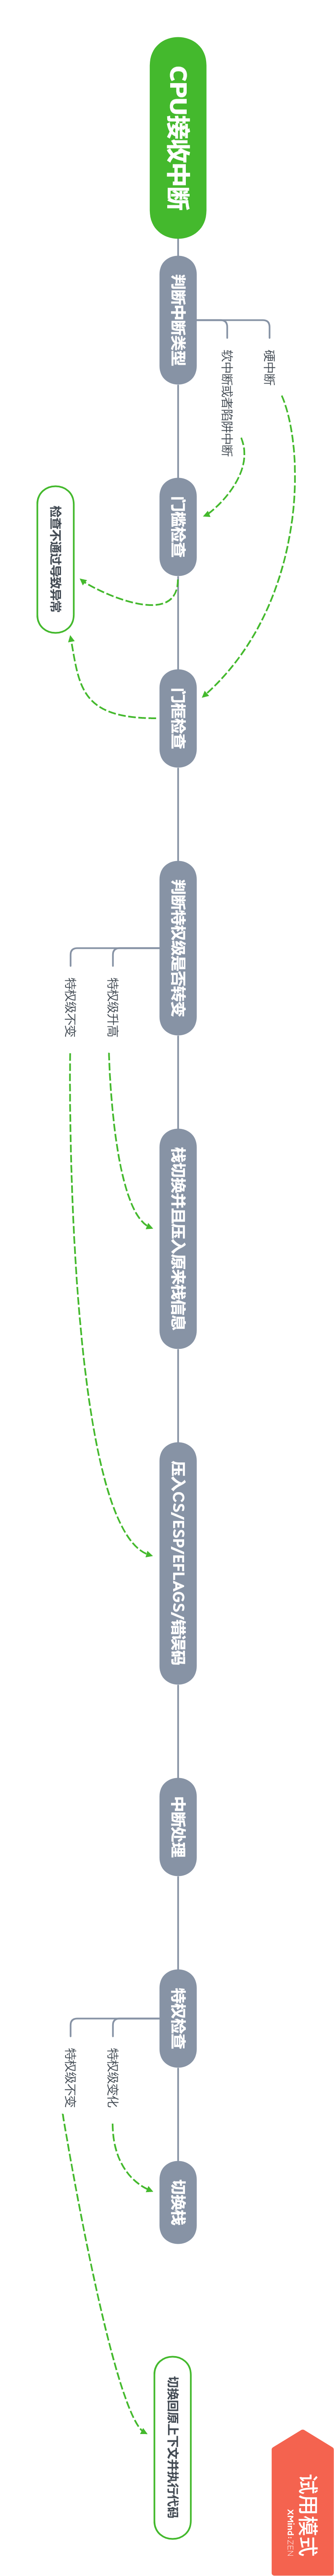 CPU接收中断
判断中断类型
硬中断
软中断或者陷阱中断
门槛检查
检查不通过导致异常
门框检查
判断特权级是否转变
特权级升高
特权级不变
栈切换并且压入原来栈信息
压入CS/ESP/EFLAGS/错误码
中断处理
特权检查
特权级变化
特权级不变
切换栈
切换回原上下文并执行代码
试用模式
XMind:ZEN